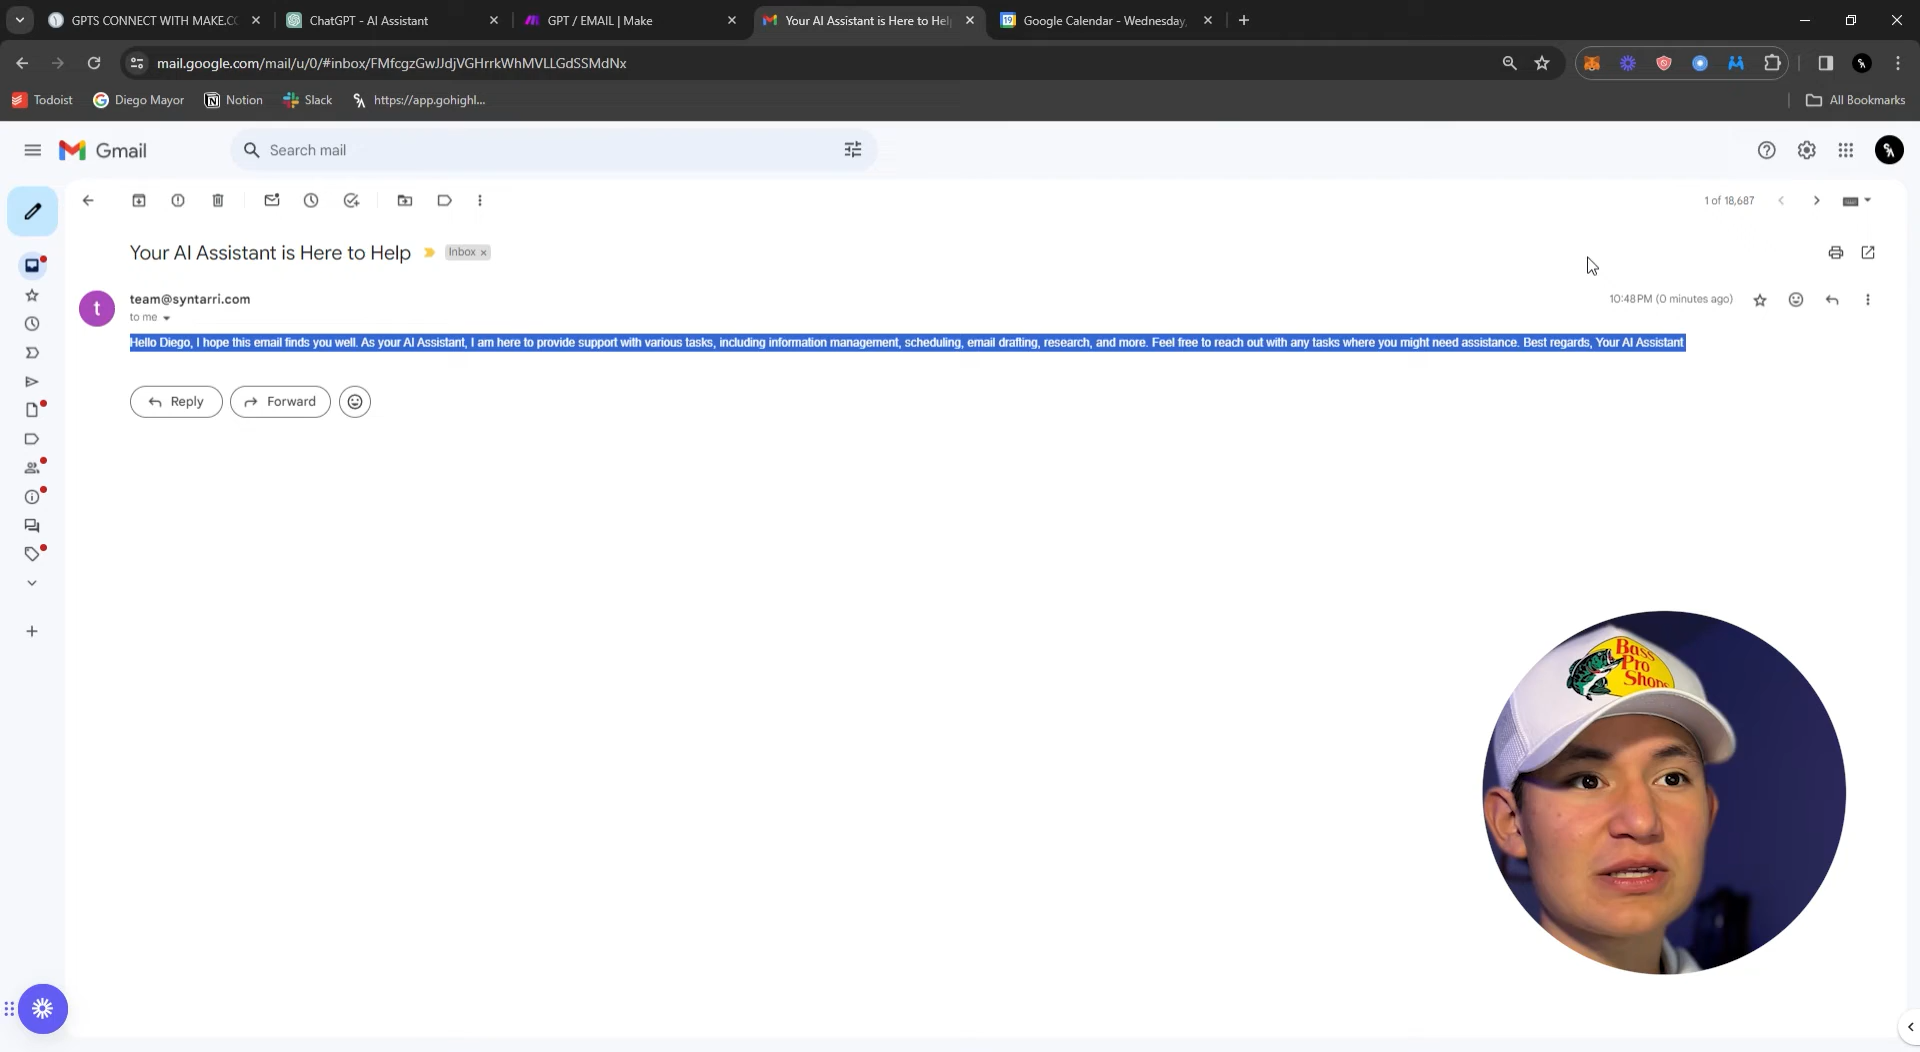 GPTS CONNECT WITH MAKE.CO
ChatGPT - AI Assistant
GPT / EMAIL | Make
Your AI Assistant is Here to Hel
19
Google Calendar - Wednesday,
mail.google.com/mail/u/0/#inbox/FMfcgzGwJJdjVGHrrkWhMVLLGdSSMdNx
Todoist
Diego Mayor
Notion
Slack
https://app.gohighl...
All Bookmarks
Gmail
Search mail
1 of 18,687
Your AI Assistant is Here to Help
Inbox ×
t
team@syntarri.com
10:48 PM (0 minutes ago)
to me
Hello Diego, I hope this email finds you well. As your AI Assistant, I am here to provide support with various tasks, including information management, scheduling, email drafting, research, and more. Feel free to reach out with any tasks where you might need assistance. Best regards, Your AI Assistant
Reply
Forward
Bass
Pro
Shops